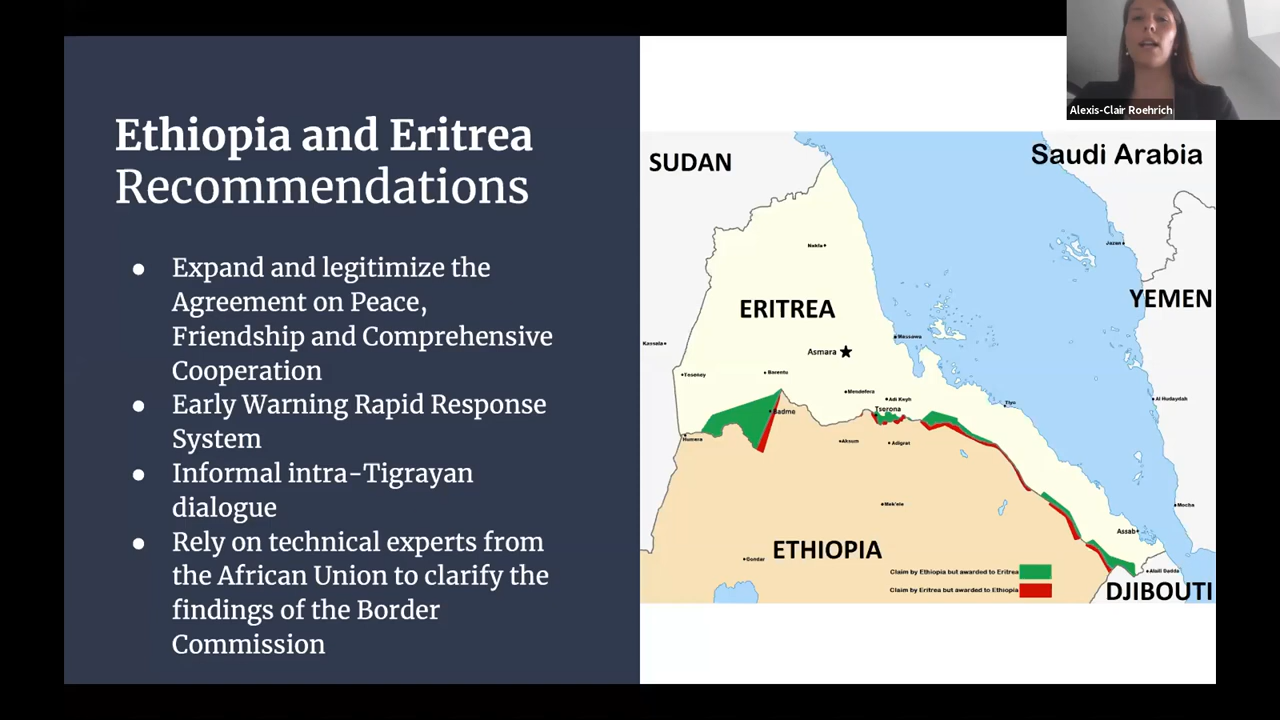 Alexis-Clair Roehrich
Ethiopia and Eritrea
Recommendations
● Expand and legitimize the
Agreement on Peace,
Friendship and Comprehensive
Cooperation
● Early Warning Rapid Response
System
● Informal intra-Tigrayan
dialogue
● Rely on technical experts from
the African Union to clarify the
findings of the Border
Commission
SUDAN
Saudi Arabia
Nakfa
Jazan
YEMEN
ERITREA
Massawa
Kassala
Asmara
Teseney
Barentu
Mendefera
Adi Keyh
Al Hudaydah
Tiyo
Badme
Tserona
Humera
Aksum
Adigrat
Mek'ele
Mocha
Assab
ETHIOPIA
Gondar
Claim by Ethiopia but awarded to Eritrea
Claim by Eritrea but awarded to Ethiopia
DJIBOUTI